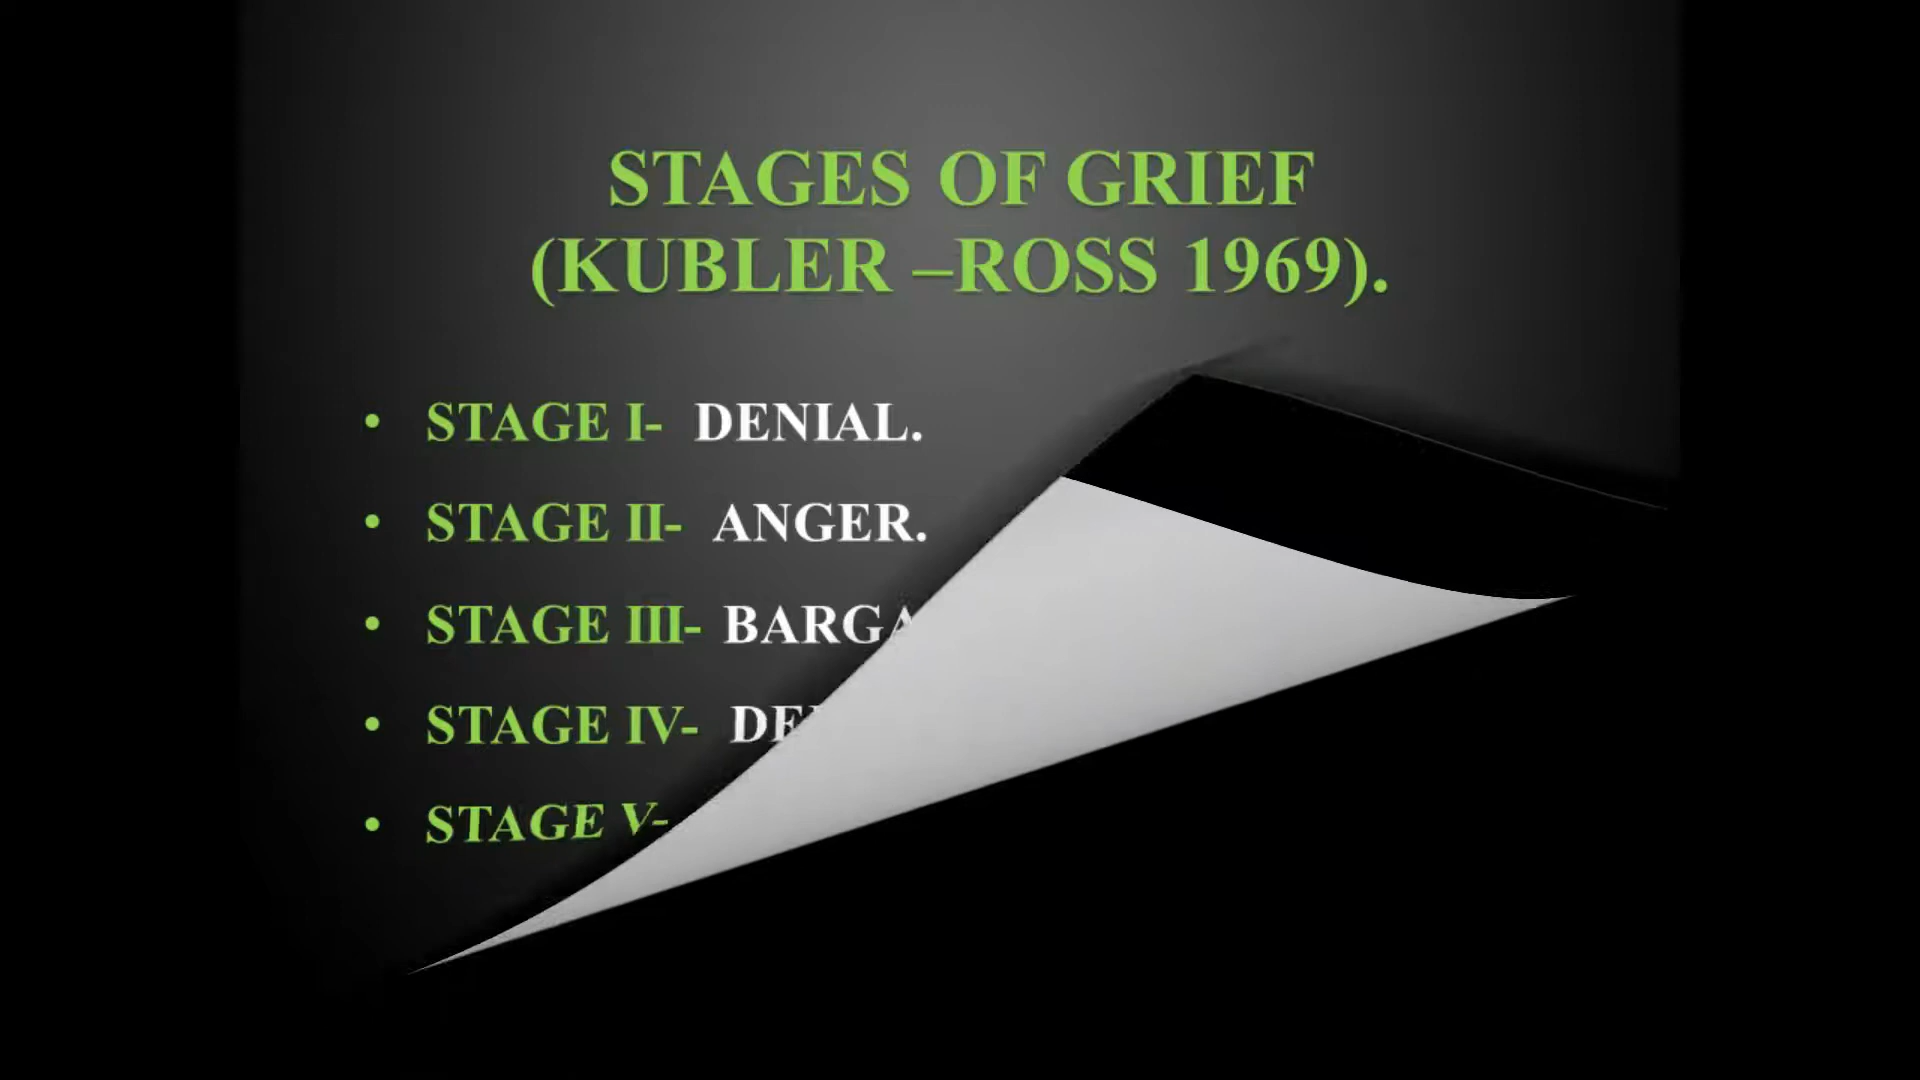 STAGES OF GRIEF
(KUBLER –ROSS 1969).
• STAGE I- DENIAL.
• STAGE II- ANGER.
• STAGE III-
• STAGE IV-
• STAGE V-